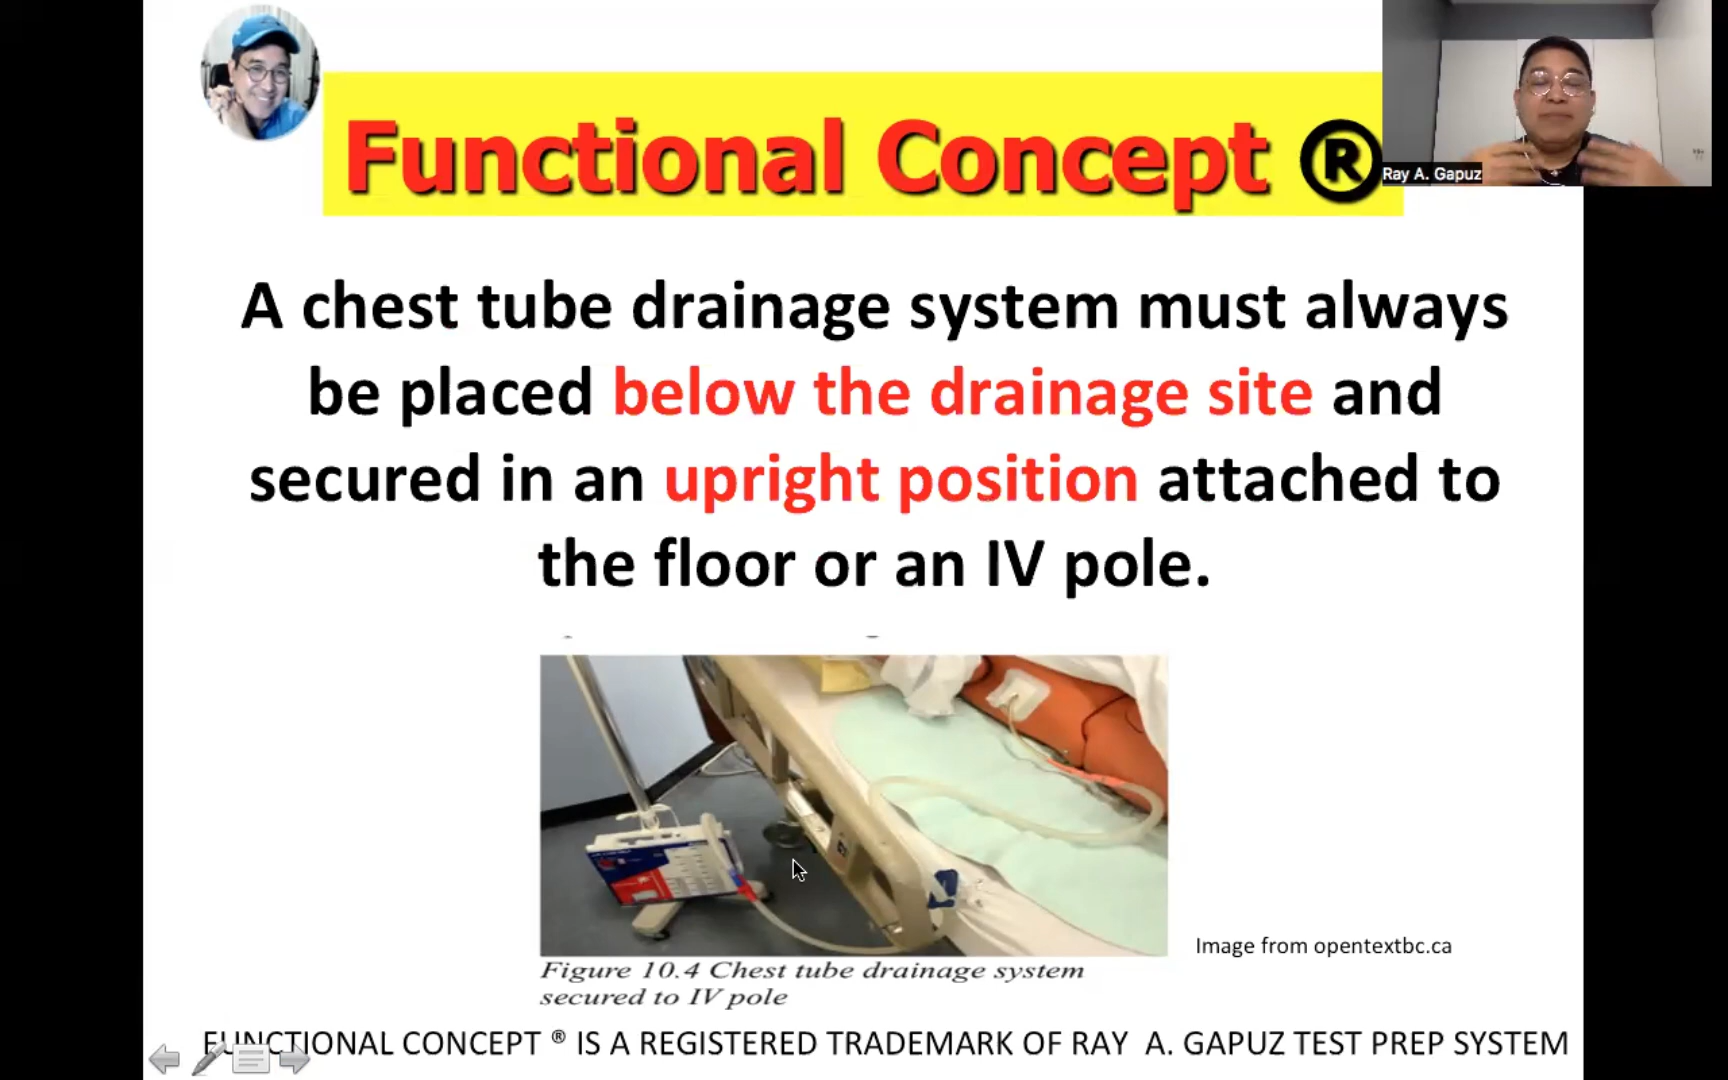 Functional Concept ®
Ray A. Gapuz
A chest tube drainage system must always
be placed below the drainage site and
secured in an upright position attached to
the floor or an IV pole.
Image from opentextbc.ca
Figure 10.4 Chest tube drainage system
secured to IV pole
FUNCTIONAL CONCEPT ® IS A REGISTERED TRADEMARK OF RAY A. GAPUZ TEST PREP SYSTEM